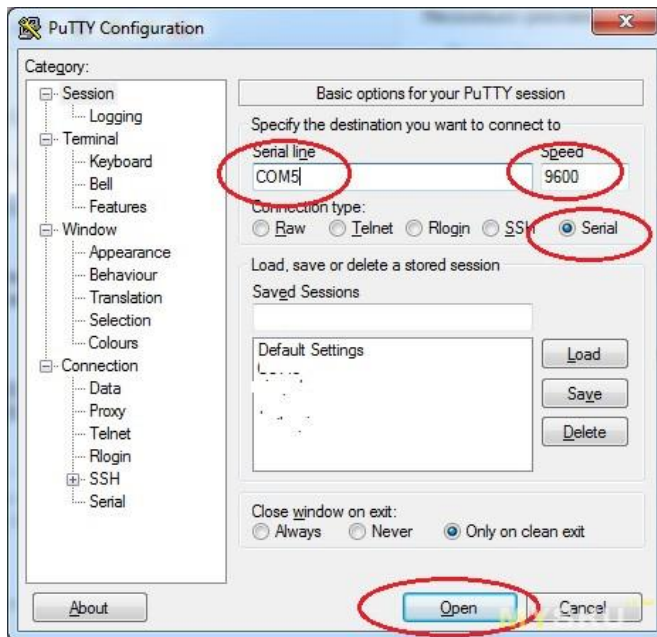 PuTTY Configuration
Category:
Session
Logging
Terminal
Keyboard
Bell
Features
Window
Appearance
Behaviour
Translation
Selection
Colours
Connection
Data
Proxy
Telnet
Rlogin
SSH
Serial
Basic options for your PuTTY session
Specify the destination you want to connect to
Serial line Speed
COM5 9600
Connection type:
Raw Telnet Rlogin SSH Serial
Load, save or delete a stored session
Saved Sessions
Default Settings
Load
Save
Delete
Close window on exit:
Always Never Only on clean exit
About Open Cancel
MYSKU